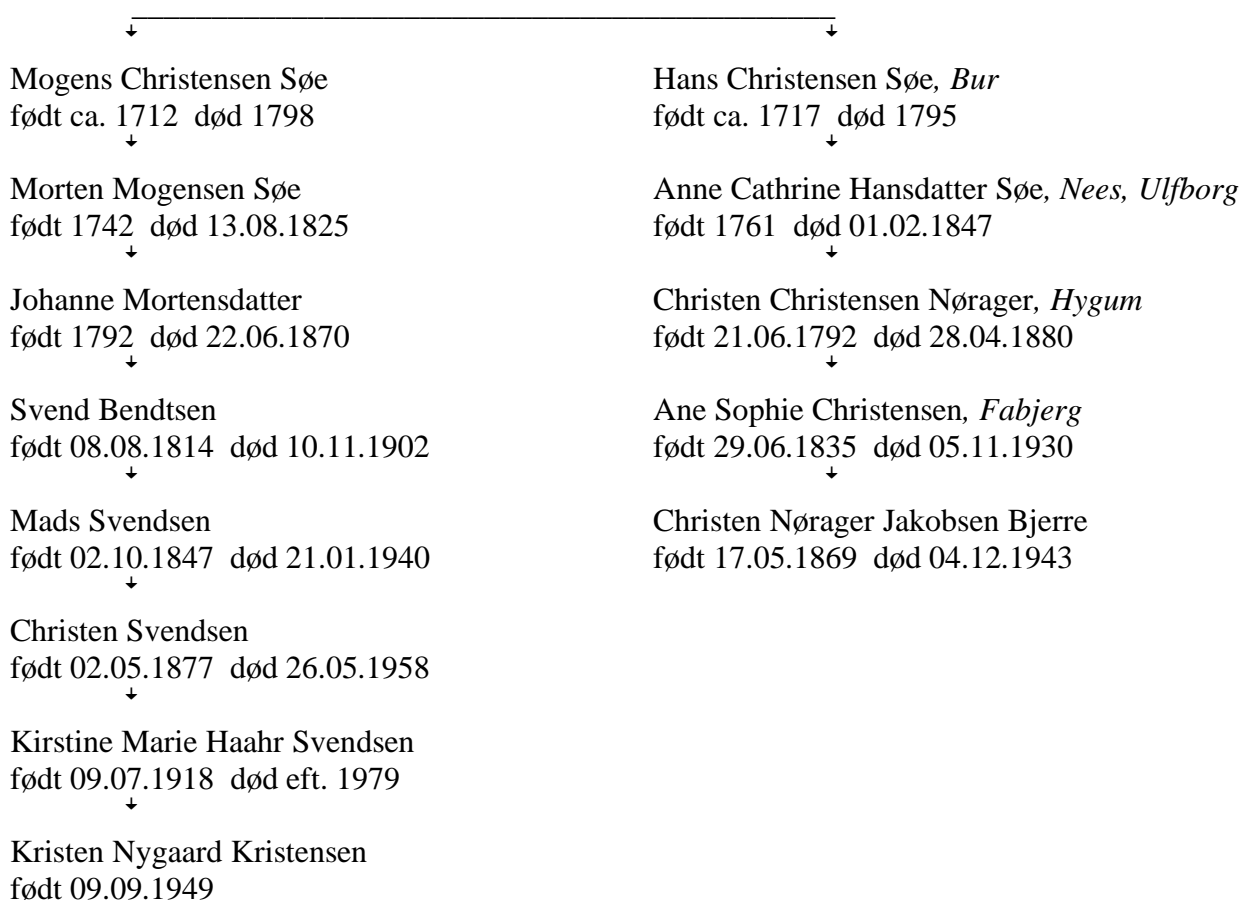 Mogens Christensen Søe
født ca. 1712 død 1798
Morten Mogensen Søe
født 1742 død 13.08.1825
Johanne Mortensdatter
født 1792 død 22.06.1870
Svend Bendtsen
født 08.08.1814 død 10.11.1902
Mads Svendsen
født 02.10.1847 død 21.01.1940
Christen Svendsen
født 02.05.1877 død 26.05.1958
Kirstine Marie Haahr Svendsen
født 09.07.1918 død eft. 1979
Kristen Nygaard Kristensen
født 09.09.1949
Hans Christensen Søe, Bur
født ca. 1717 død 1795
Anne Cathrine Hansdatter Søe, Nees, Ulfborg
født 1761 død 01.02.1847
Christen Christensen Nørager, Hygum
født 21.06.1792 død 28.04.1880
Ane Sophie Christensen, Fabjerg
født 29.06.1835 død 05.11.1930
Christen Nørager Jakobsen Bjerre
født 17.05.1869 død 04.12.1943